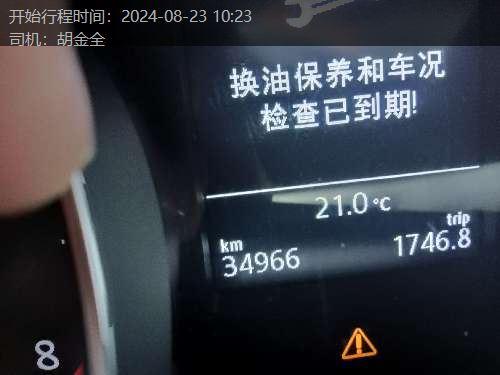 开始行程时间：2024-08-23 10:23
司机：胡金全
换油保养和车况
检查已到期!
21.0 °C
km
trip
34966
1746.8
8